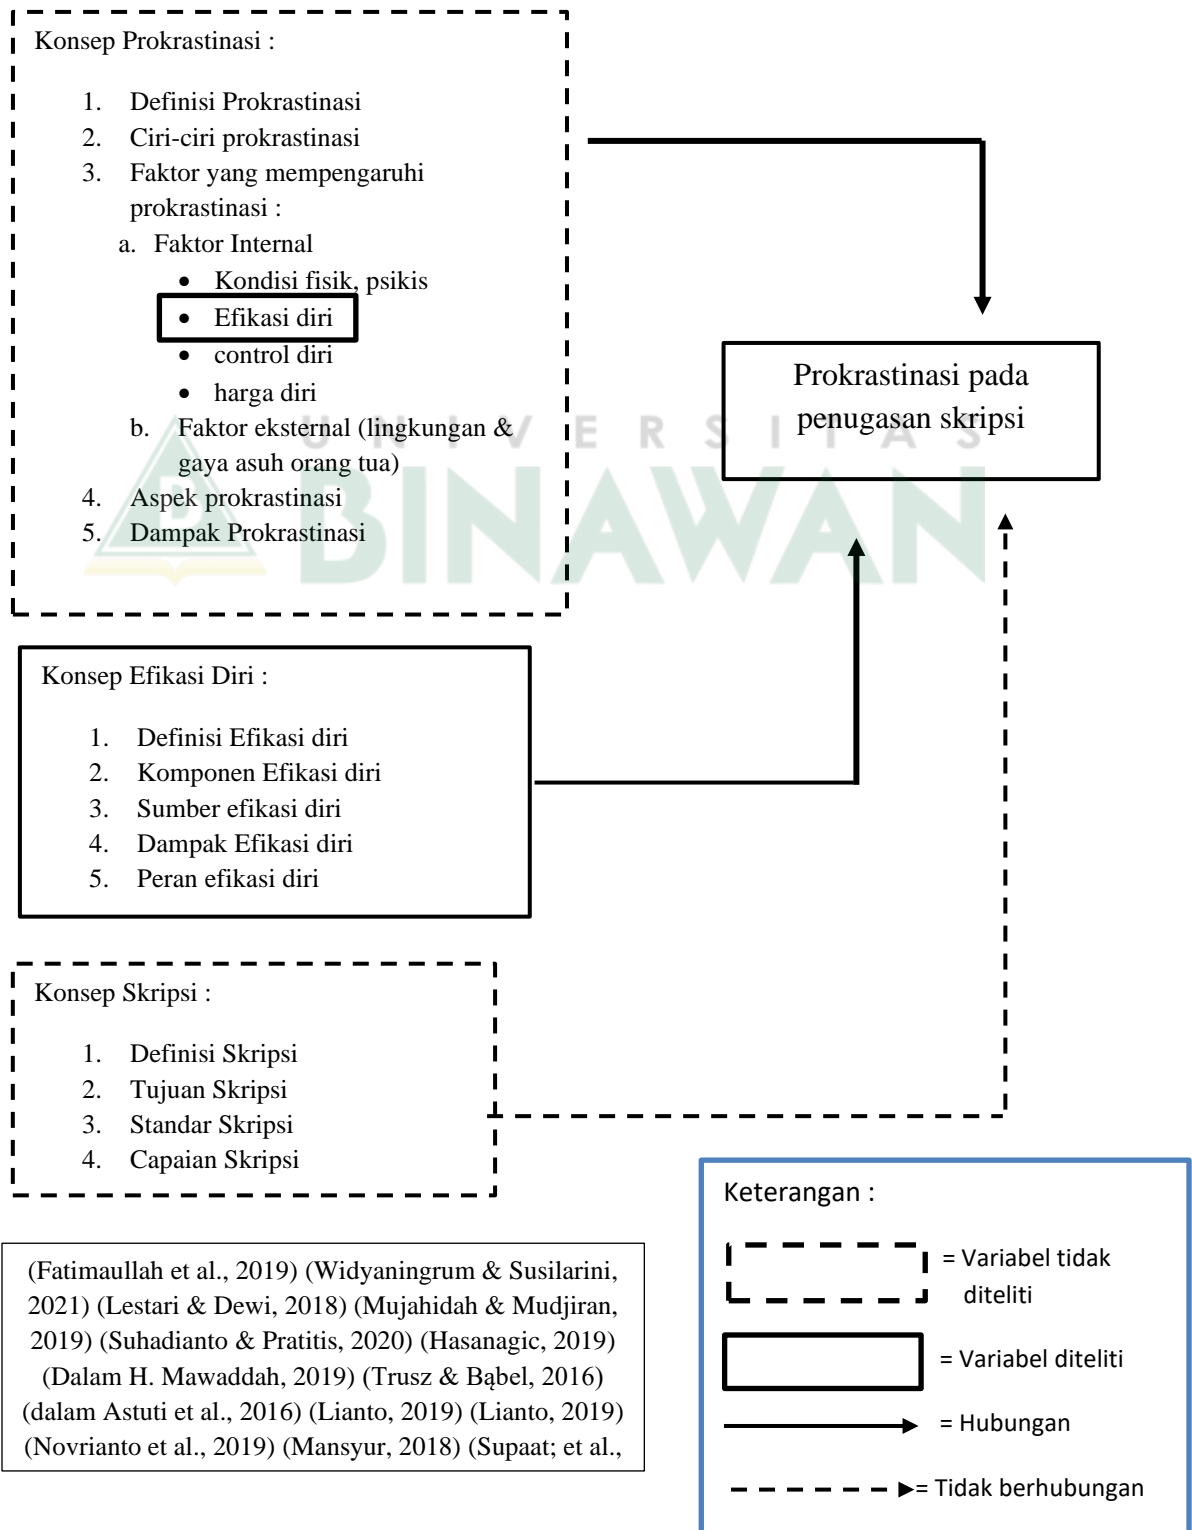 Konsep Prokrastinasi :
1. Definisi Prokrastinasi
2. Ciri-ciri prokrastinasi
3. Faktor yang mempengaruhi
prokrastinasi :
a. Faktor Internal
• Kondisi fisik, psikis
• Efikasi diri
• control diri
• harga diri
b. Faktor eksternal (lingkungan &
gaya asuh orang tua)
4. Aspek prokrastinasi
5. Dampak Prokrastinasi
Prokrastinasi pada
penugasan skripsi
UNIVERSITAS
BINAWAN
Konsep Efikasi Diri :
1. Definisi Efikasi diri
2. Komponen Efikasi diri
3. Sumber efikasi diri
4. Dampak Efikasi diri
5. Peran efikasi diri
Konsep Skripsi :
1. Definisi Skripsi
2. Tujuan Skripsi
3. Standar Skripsi
4. Capaian Skripsi
(Fatimaullah et al., 2019) (Widyaningrum & Susilarini,
2021) (Lestari & Dewi, 2018) (Mujahidah & Mudjiran,
2019) (Suhadianto & Pratitis, 2020) (Hasanagic, 2019)
(Dalam H. Mawaddah, 2019) (Trusz & Bąbel, 2016)
(dalam Astuti et al., 2016) (Lianto, 2019) (Lianto, 2019)
(Novrianto et al., 2019) (Mansyur, 2018) (Supaat; et al.,
Keterangan :
= Variabel tidak
diteliti
= Variabel diteliti
= Hubungan
= Tidak berhubungan